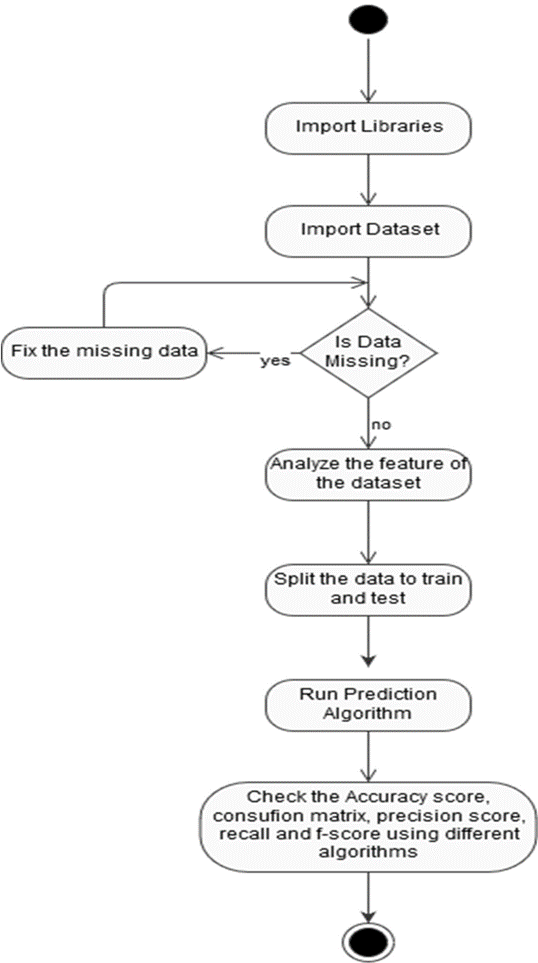 Import Libraries
Import Dataset
Is Data
Missing?
Fix the missing data
yes
no
Analyze the feature of
the dataset
Split the data to train
and test
Run Prediction
Algorithm
Check the Accuracy score,
consufion matrix, precision score,
recall and f-score using different
algorithms